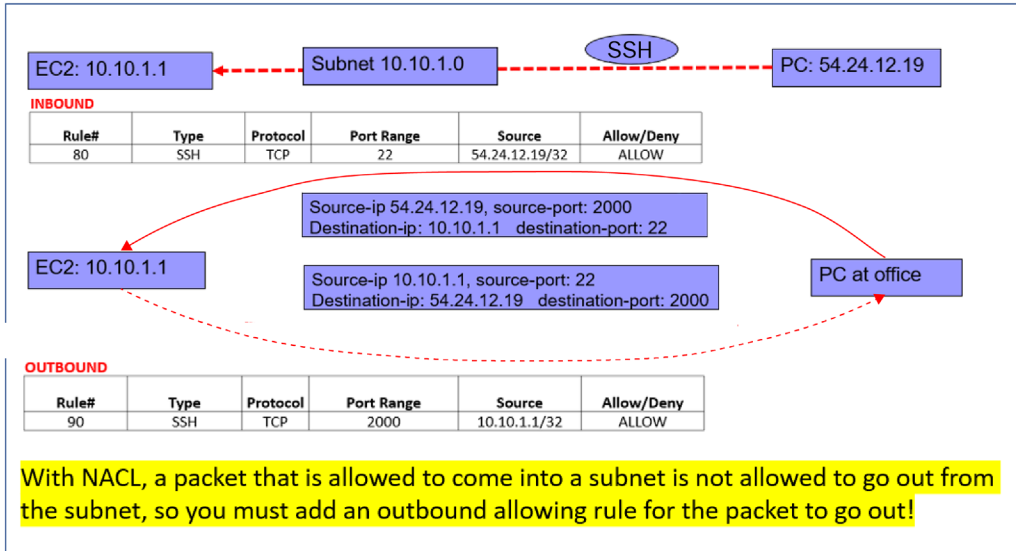 SSH
EC2: 10.10.1.1 Subnet 10.10.1.0 PC: 54.24.12.19
INBOUND
Rule# Type Protocol Port Range Source Allow/Deny
80 SSH TCP 22 54.24.12.19/32 ALLOW
Source-ip 54.24.12.19, source-port: 2000
Destination-ip: 10.10.1.1 destination-port: 22
EC2: 10.10.1.1 PC at office
Source-ip 10.10.1.1, source-port: 22
Destination-ip: 54.24.12.19 destination-port: 2000
OUTBOUND
Rule# Type Protocol Port Range Source Allow/Deny
90 SSH TCP 2000 10.10.1.1/32 ALLOW
With NACL, a packet that is allowed to come into a subnet is not allowed to go out from
the subnet, so you must add an outbound allowing rule for the packet to go out!